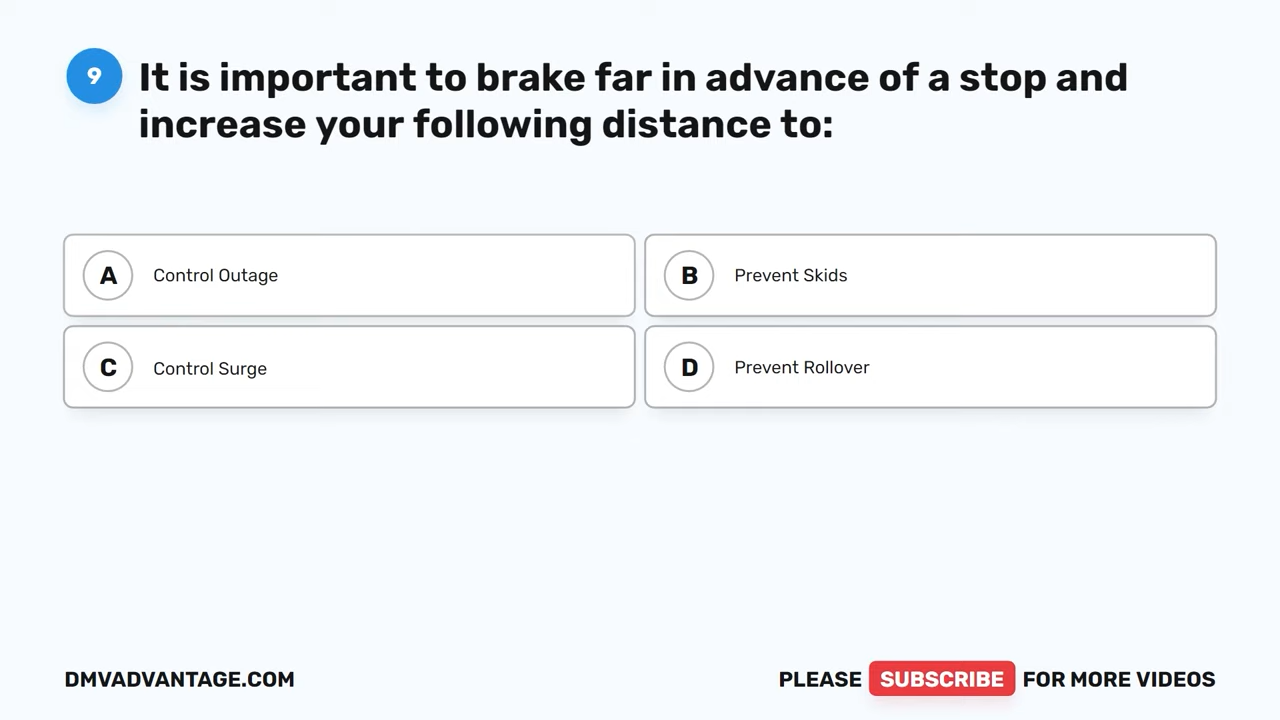 9
It is important to brake far in advance of a stop and
increase your following distance to:
A Control Outage
B Prevent Skids
C Control Surge
D Prevent Rollover
DMVADVANTAGE.COM
PLEASE SUBSCRIBE FOR MORE VIDEOS